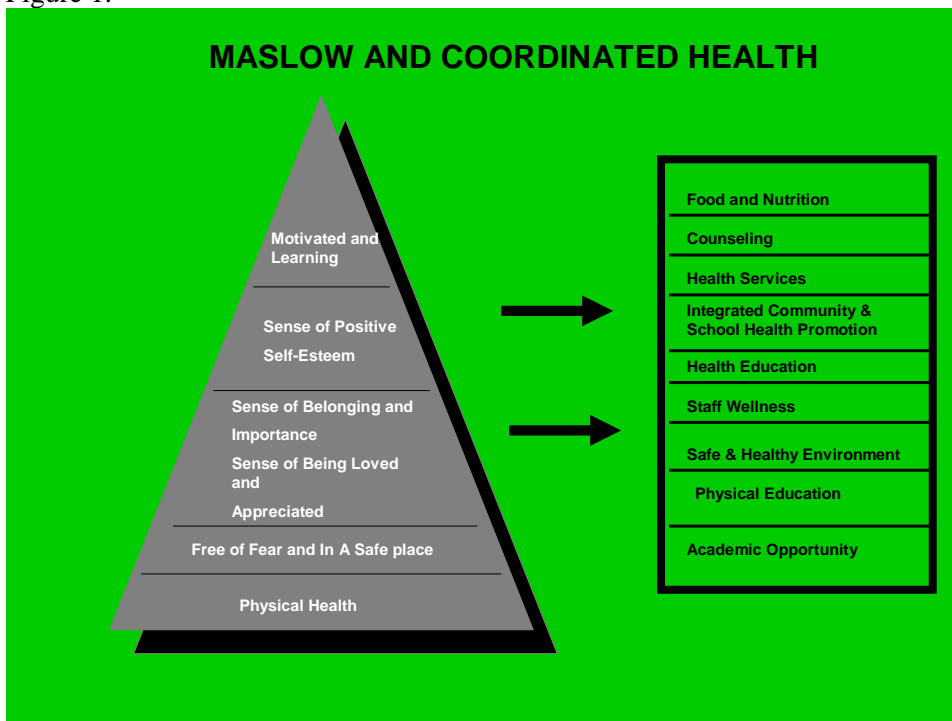 Figure 1.
MASLOW AND COORDINATED HEALTH
Motivated and
Learning
Sense of Positive
Self-Esteem
Sense of Belonging and
Importance
Sense of Being Loved
and
Appreciated
Free of Fear and In A Safe place
Physical Health
Food and Nutrition
Counseling
Health Services
Integrated Community &
School Health Promotion
Health Education
Staff Wellness
Safe & Healthy Environment
Physical Education
Academic Opportunity